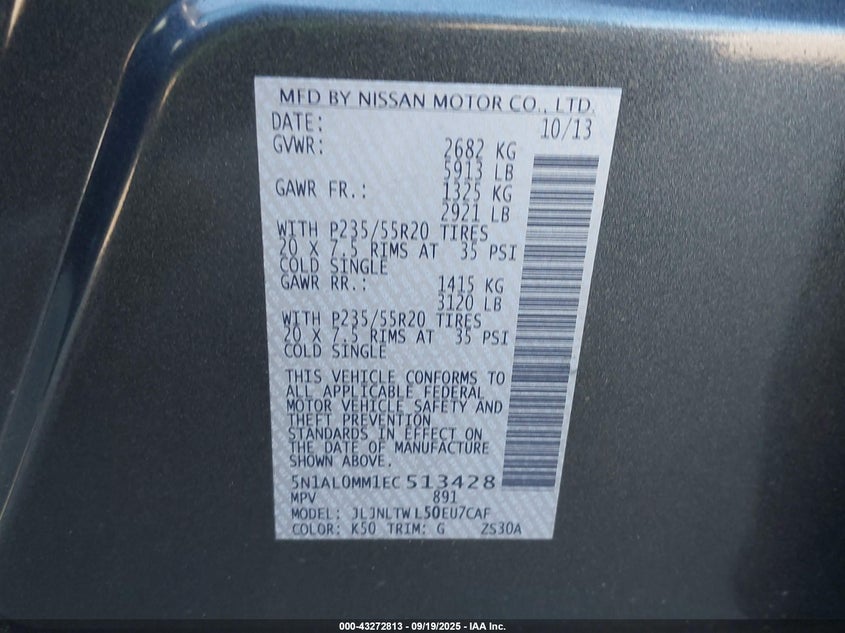 MFD BY NISSAN MOTOR CO., LTD.
DATE: 10/13
GVWR: 2682 KG
5913 LB
GAWR FR.: 1325 KG
2921 LB
WITH P235/55R20 TIRES
20 X 7.5 RIMS AT 35 PSI
COLD SINGLE
GAWR RR.: 1415 KG
3120 LB
WITH P235/55R20 TIRES
20 X 7.5 RIMS AT 35 PSI
COLD SINGLE
THIS VEHICLE CONFORMS TO
ALL APPLICABLE FEDERAL
MOTOR VEHICLE SAFETY AND
THEFT PREVENTION
STANDARDS IN EFFECT ON
THE DATE OF MANUFACTURE
SHOWN ABOVE.
5N1AL0MM1EC513428
MPV 891
MODEL: JLJNLTWL50EU7CAF
COLOR: K50 TRIM: G ZS30A
000-43272813 - 09/19/2025 - IAA Inc.